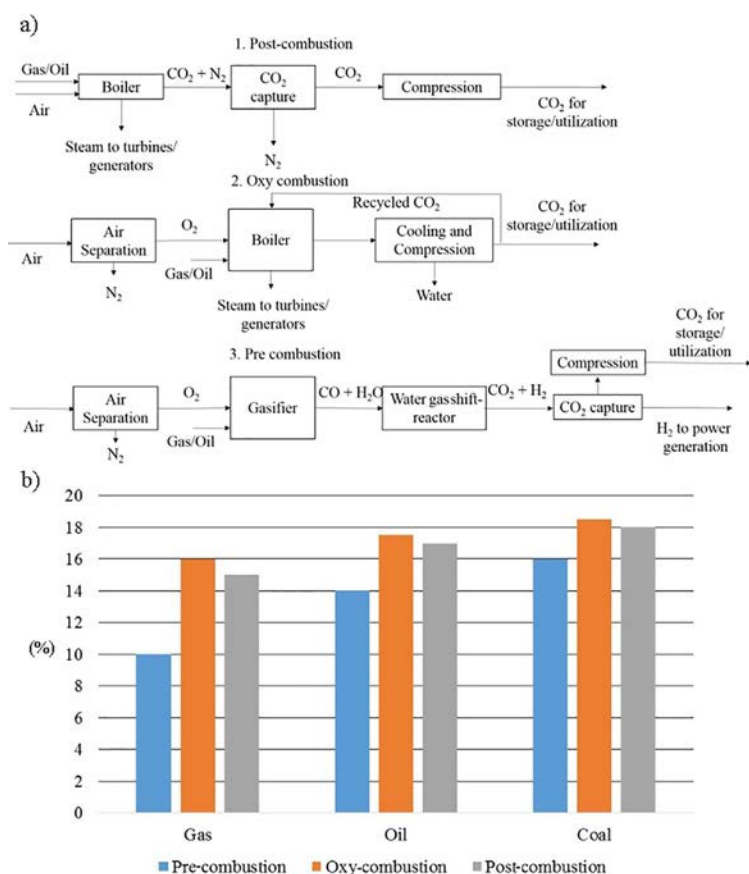 a)
1. Post-combustion
Gas/Oil
Air
Boiler
CO₂ + N₂
CO₂
capture
CO₂
Compression
CO₂ for
storage/utilization
Steam to turbines/
generators
N₂
2. Oxy combustion
Recycled CO₂
Air
Air
Separation
O₂
Gas/Oil
Boiler
Cooling and
Compression
CO₂ for
storage/utilization
N₂
Steam to turbines/
generators
Water
3. Pre combustion
Air
Air
Separation
O₂
Gas/Oil
Gasifier
CO + H₂O
Water gasshift-
reactor
CO₂ + H₂
CO₂ capture
Compression
CO₂ for
storage/
utilization
N₂
H₂ to power
generation
b)
20
18
16
14
12
(%)
10
8
6
4
2
0
Gas Oil Coal
Pre-combustion Oxy-combustion Post-combustion